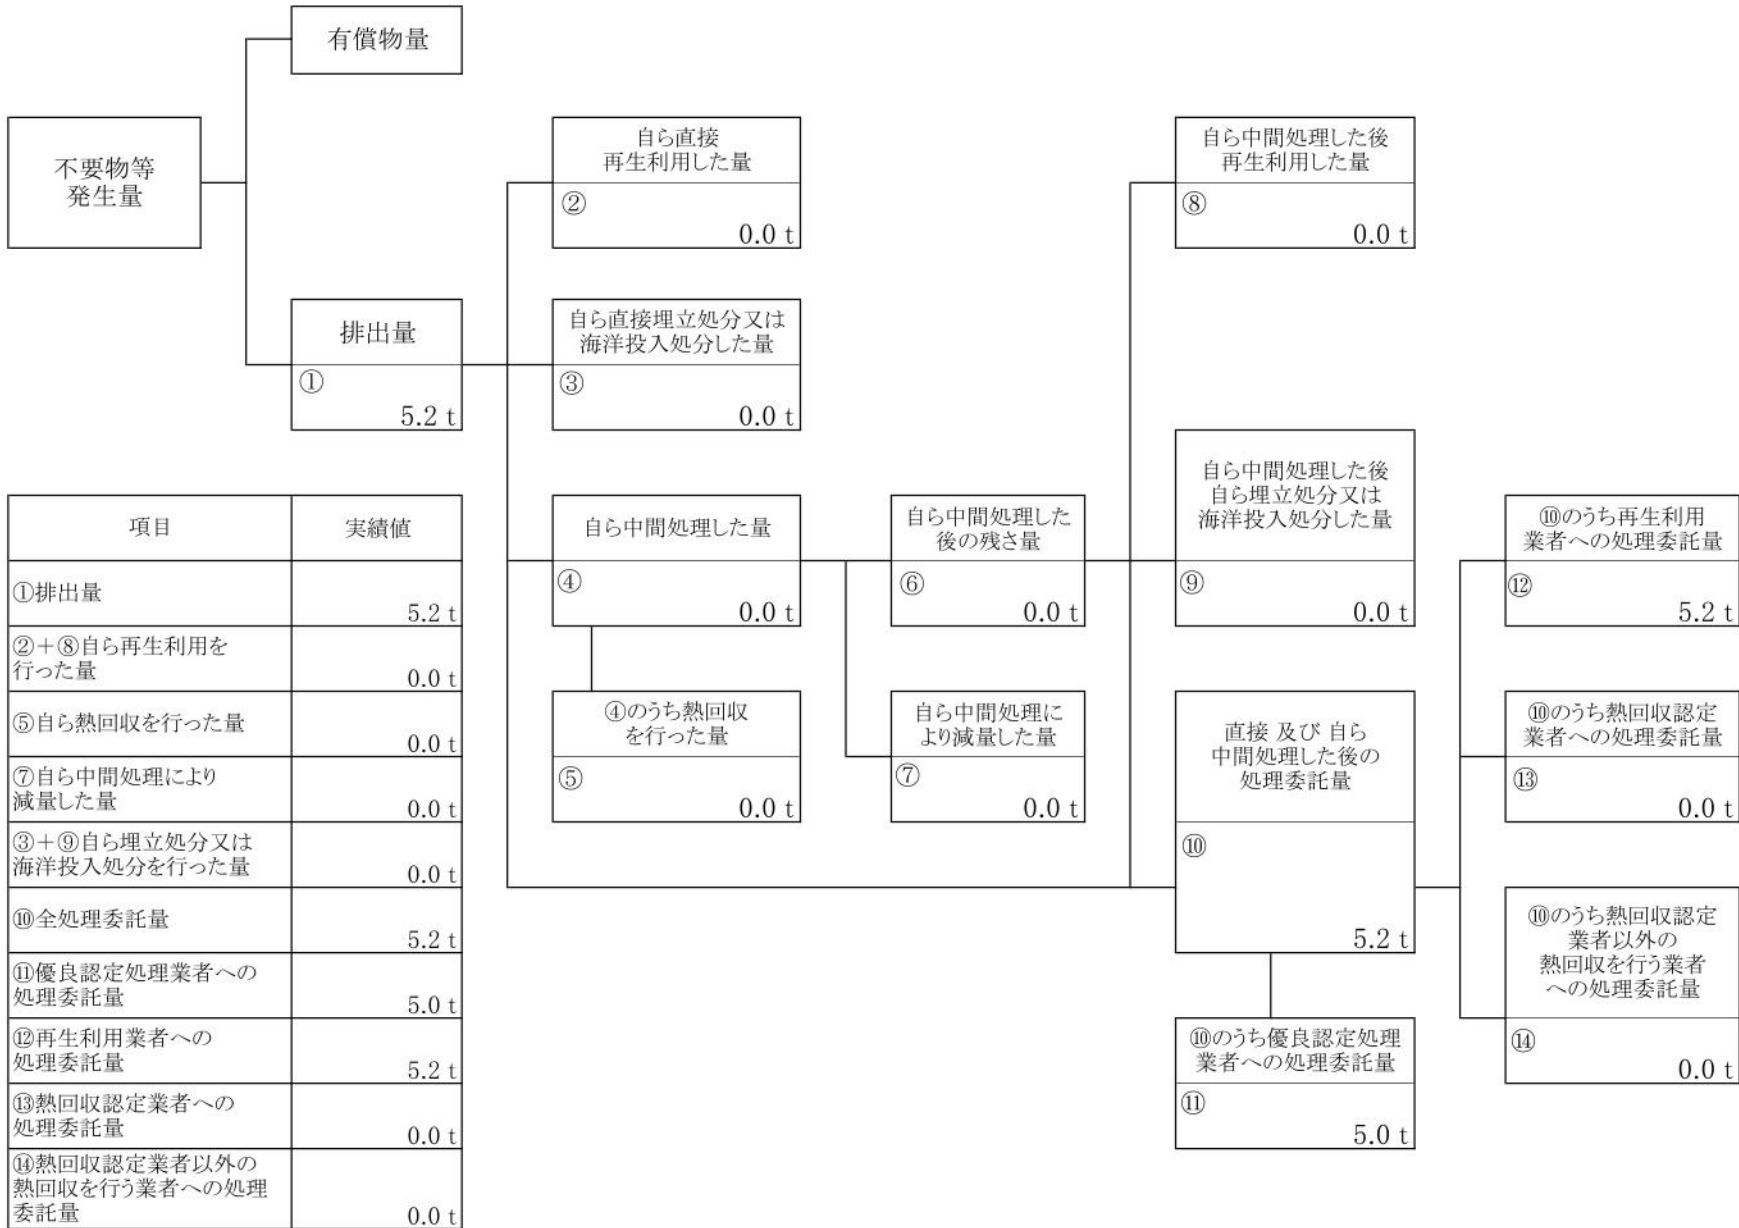 有償物量
不要物等
発生量
排出量
①
5.2 t
自ら直接
再生利用した量
②
0.0 t
自ら直接埋立処分又は
海洋投入処分した量
③
0.0 t
自ら中間処理した量
④
0.0 t
④のうち熱回収
を行った量
⑤
0.0 t
自ら中間処理した
後の残さ量
⑥
0.0 t
自ら中間処理に
より減量した量
⑦
0.0 t
自ら中間処理した後
再生利用した量
⑧
0.0 t
自ら中間処理した後
自ら埋立処分又は
海洋投入処分した量
⑨
0.0 t
直接 及び 自ら
中間処理した後の
処理委託量
⑩
5.2 t
⑩のうち優良認定処理
業者への処理委託量
⑪
5.0 t
⑩のうち再生利用
業者への処理委託量
⑫
5.2 t
⑩のうち熱回収認定
業者への処理委託量
⑬
0.0 t
⑩のうち熱回収認定
業者以外の
熱回収を行う業者
への処理委託量
⑭
0.0 t
項目 実績値
①排出量
5.2 t
②+⑧自ら再生利用を
行った量
0.0 t
⑤自ら熱回収を行った量
0.0 t
⑦自ら中間処理により
減量した量
0.0 t
③+⑨自ら埋立処分又は
海洋投入処分を行った量
0.0 t
⑩全処理委託量
5.2 t
⑪優良認定処理業者への
処理委託量
5.0 t
⑫再生利用業者への
処理委託量
5.2 t
⑬熱回収認定業者への
処理委託量
0.0 t
⑭熱回収認定業者以外の
熱回収を行う業者への処理
委託量
0.0 t